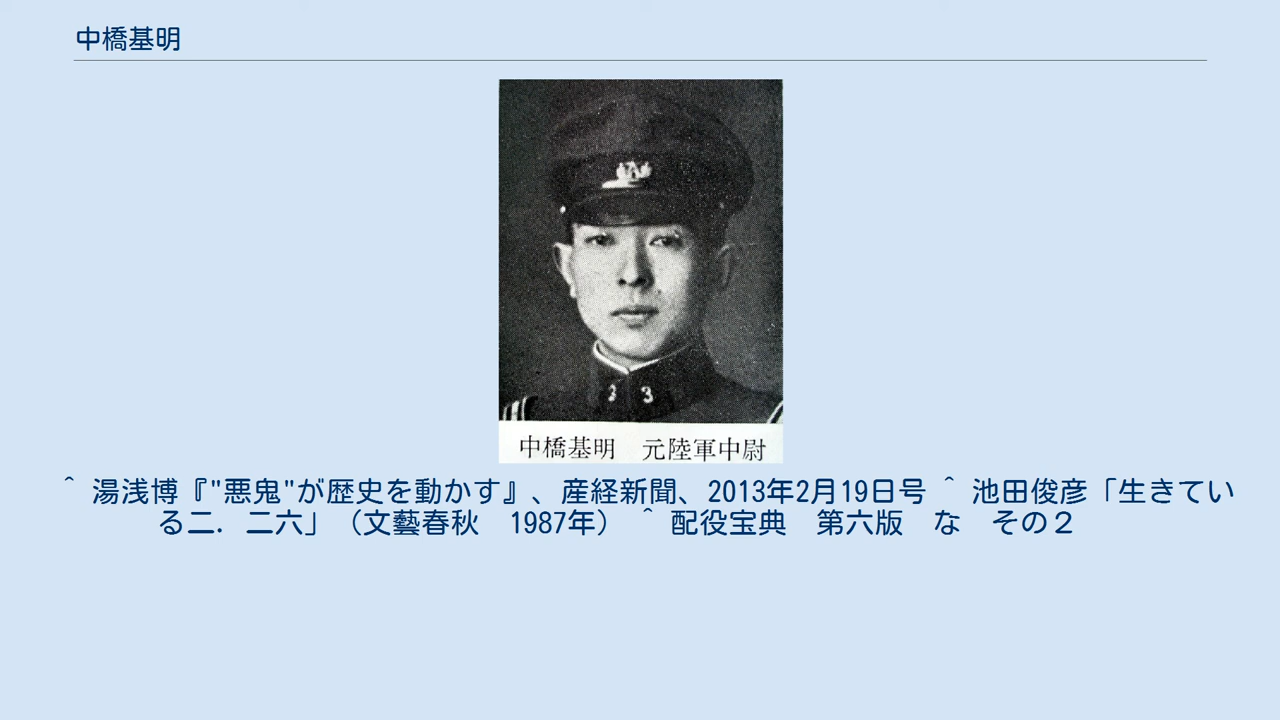 中橋基明
3 3
中橋基明 元陸軍中尉
^ 湯浅博『"悪鬼"が歴史を動かす』、産経新聞、2013年2月19日号 ^ 池田俊彦「生きてい
る二．二六」（文藝春秋　1987年） ^ 配役宝典　第六版　な　その２